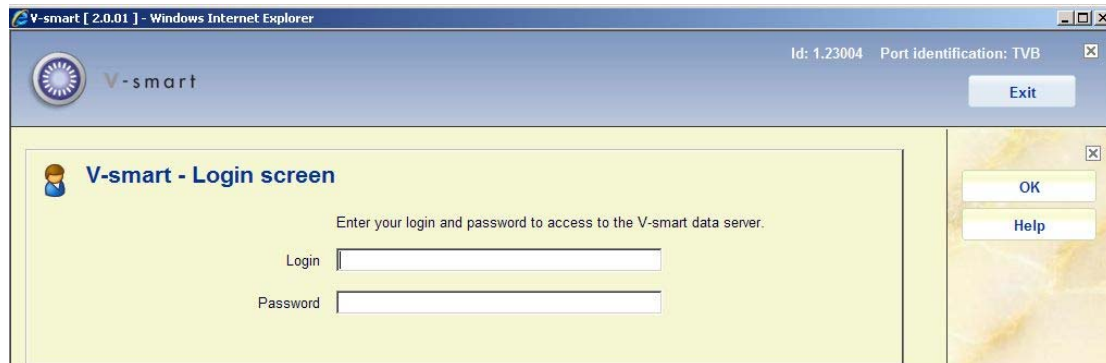 V-smart [ 2.0.01 ] - Windows Internet Explorer
Id: 1.23004 Port identification: TVB
V-smart
Exit
V-smart - Login screen
OK
Enter your login and password to access to the V-smart data server.
Help
Login
Password